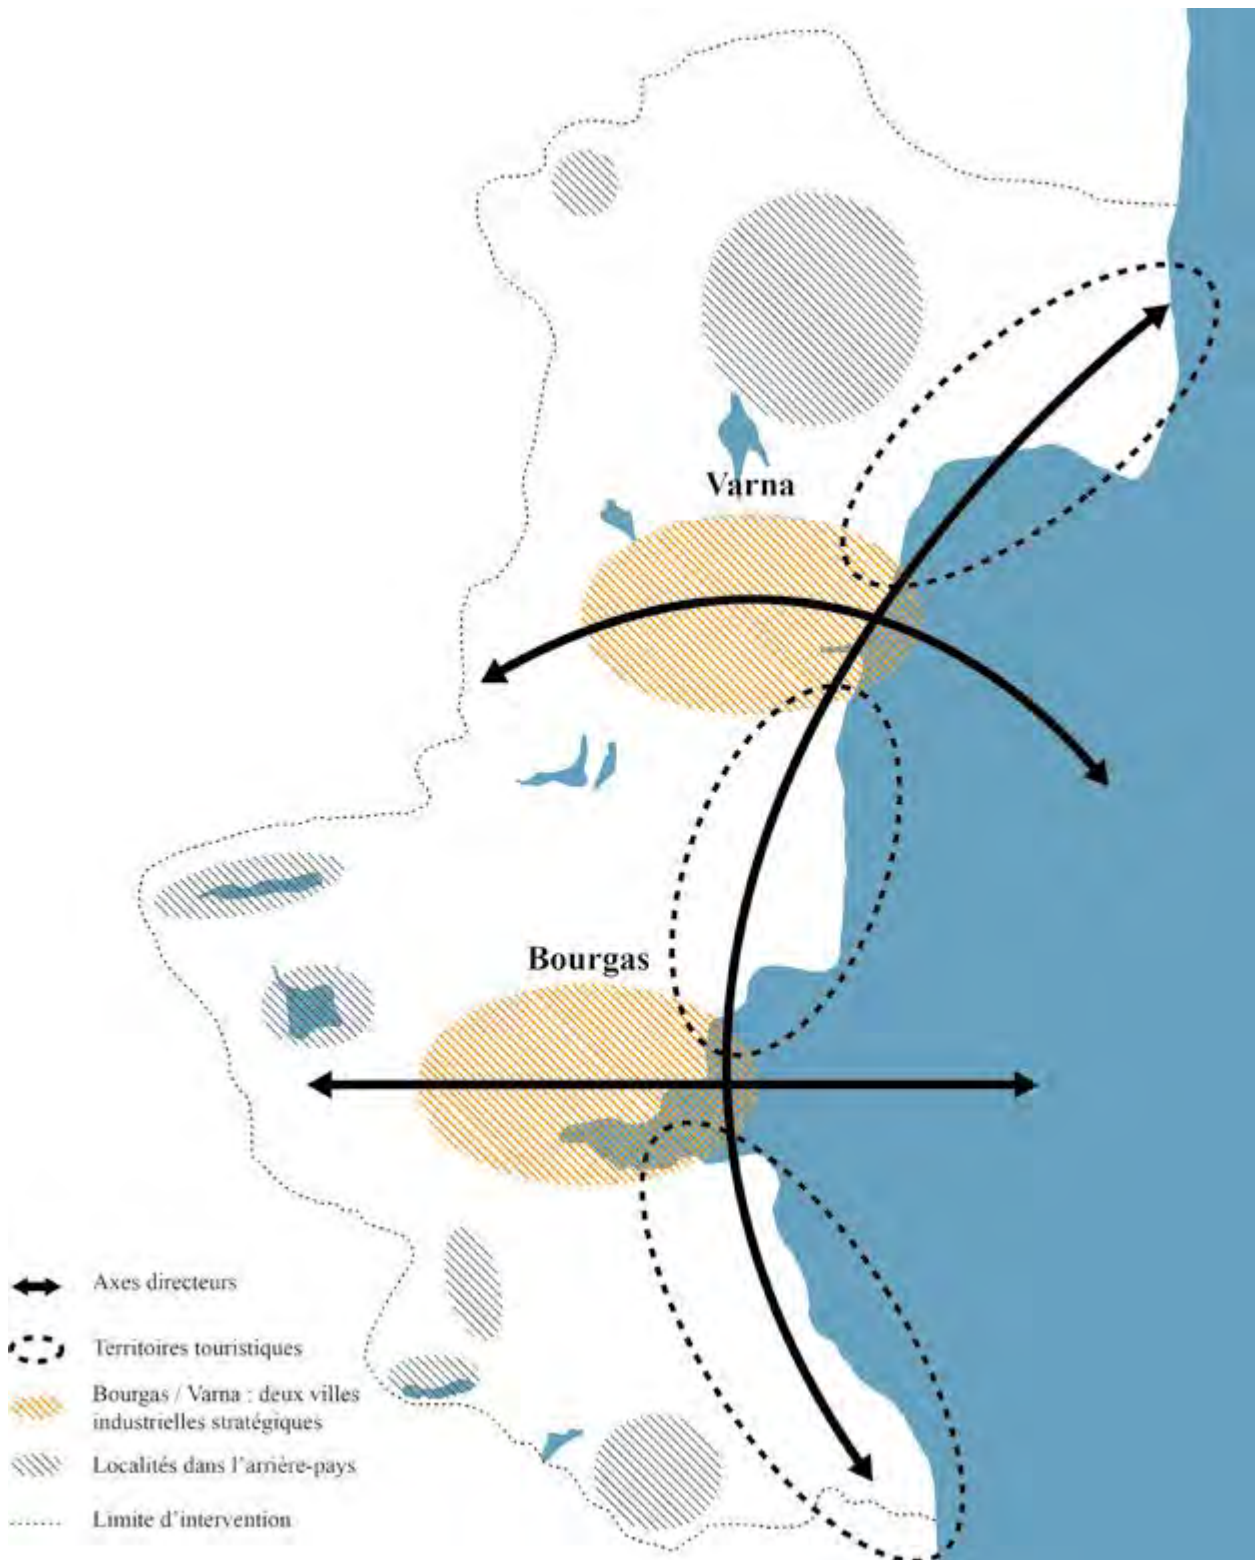 Varna
Bourgas
Axes directeurs
Territoires touristiques
Bourgas / Varna : deux villes
industrielles stratégiques
Localités dans l'arrière-pays
Limite d'intervention